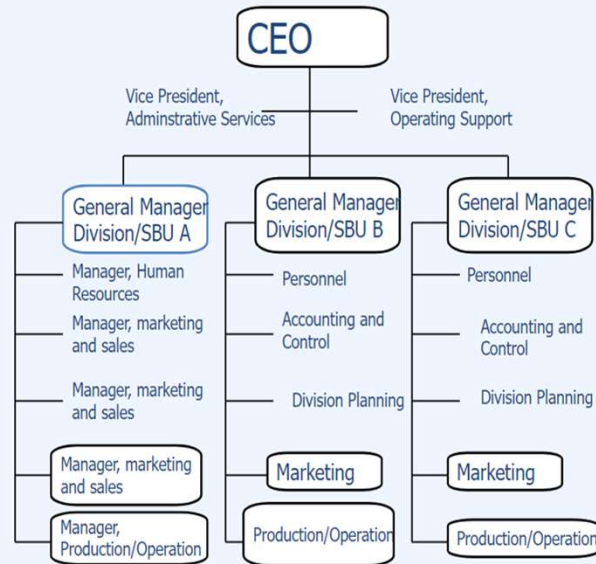 CEO
Vice President,
Adminstrative Services
Vice President,
Operating Support
General Manager
Division/SBU A
General Manager
Division/SBU B
General Manager
Division/SBU C
Manager, Human
Resources
Manager, marketing
and sales
Manager, marketing
and sales
Manager, marketing
and sales
Manager,
Production/Operation
Personnel
Accounting and
Control
Division Planning
Marketing
Production/Operation
Personnel
Accounting and
Control
Division Planning
Marketing
Production/Operation